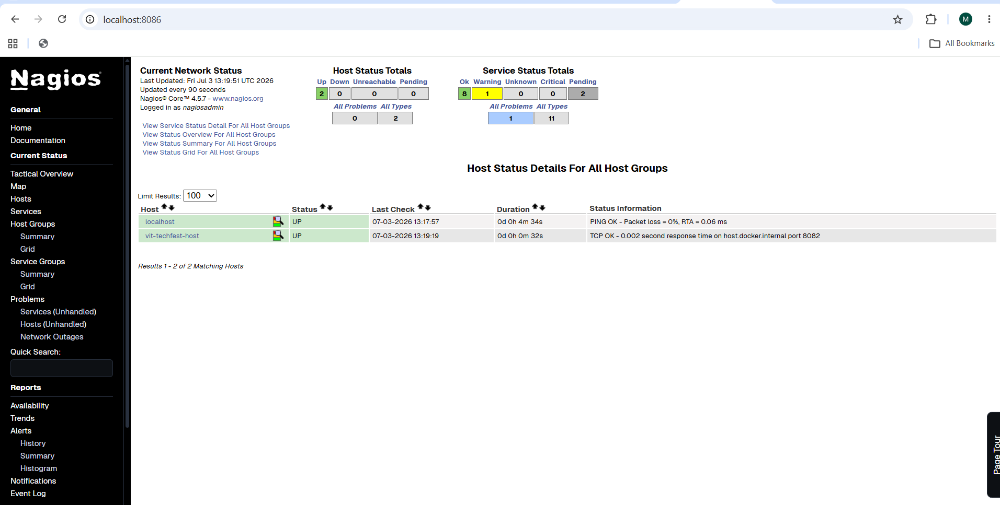 localhost:8086
M
All Bookmarks
Nagios®
General
Home
Documentation
Current Status
Tactical Overview
Map
Hosts
Services
Host Groups
Summary
Grid
Service Groups
Summary
Grid
Problems
Services (Unhandled)
Hosts (Unhandled)
Network Outages
Quick Search:
Reports
Availability
Trends
Alerts
History
Summary
Histogram
Notifications
Event Log
Current Network Status
Last Updated: Fri Jul 3 13:19:51 UTC 2026
Updated every 90 seconds
Nagios® Core™ 4.5.7 - www.nagios.org
Logged in as nagiosadmin
View Service Status Detail For All Host Groups
View Status Overview For All Host Groups
View Status Summary For All Host Groups
View Status Grid For All Host Groups
Host Status Totals
Up Down Unreachable Pending
2 0 0 0
All Problems All Types
0 2
Service Status Totals
Ok Warning Unknown Critical Pending
8 1 0 0 2
All Problems All Types
1 11
Host Status Details For All Host Groups
Limit Results: 100
Host Status Last Check Duration Status Information
localhost UP 07-03-2026 13:17:57 0d 0h 4m 34s PING OK - Packet loss = 0%, RTA = 0.06 ms
vit-techfest-host UP 07-03-2026 13:19:19 0d 0h 0m 32s TCP OK - 0.002 second response time on host.docker.internal port 8082
Results 1 - 2 of 2 Matching Hosts
Page Tour